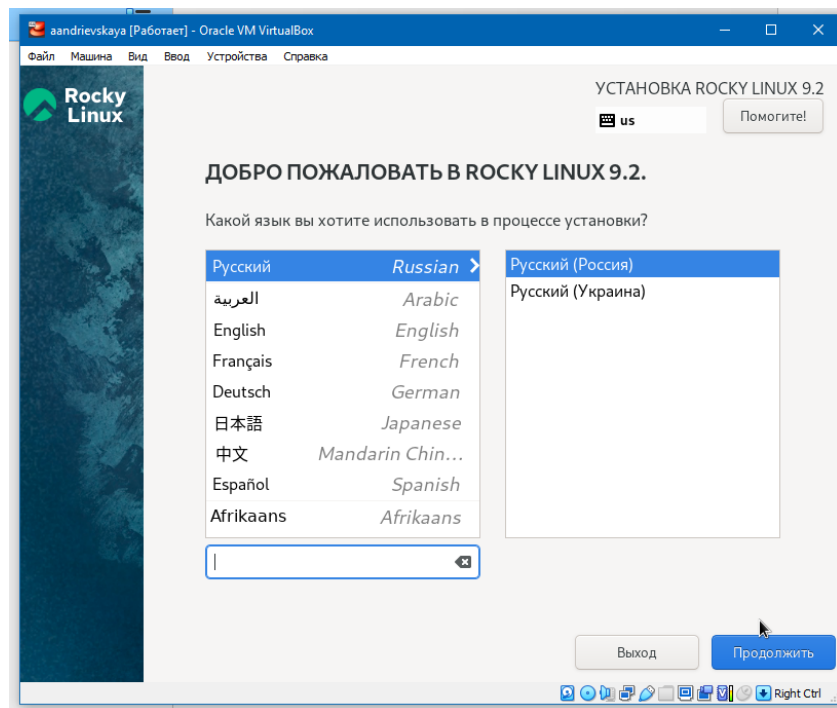 aandrievskaya [Работает] - Oracle VM VirtualBox
Файл Машина Вид Ввод Устройства Справка
Rocky
Linux
УСТАНОВКА ROCKY LINUX 9.2
us
Помогите!
ДОБРО ПОЖАЛОВАТЬ В ROCKY LINUX 9.2.
Какой язык вы хотите использовать в процессе установки?
Русский Russian
العربية Arabic
English English
Français French
Deutsch German
日本語 Japanese
中文 Mandarin Chin...
Español Spanish
Afrikaans Afrikaans
Русский (Россия)
Русский (Украина)
Выход
Продолжить
Right Ctrl